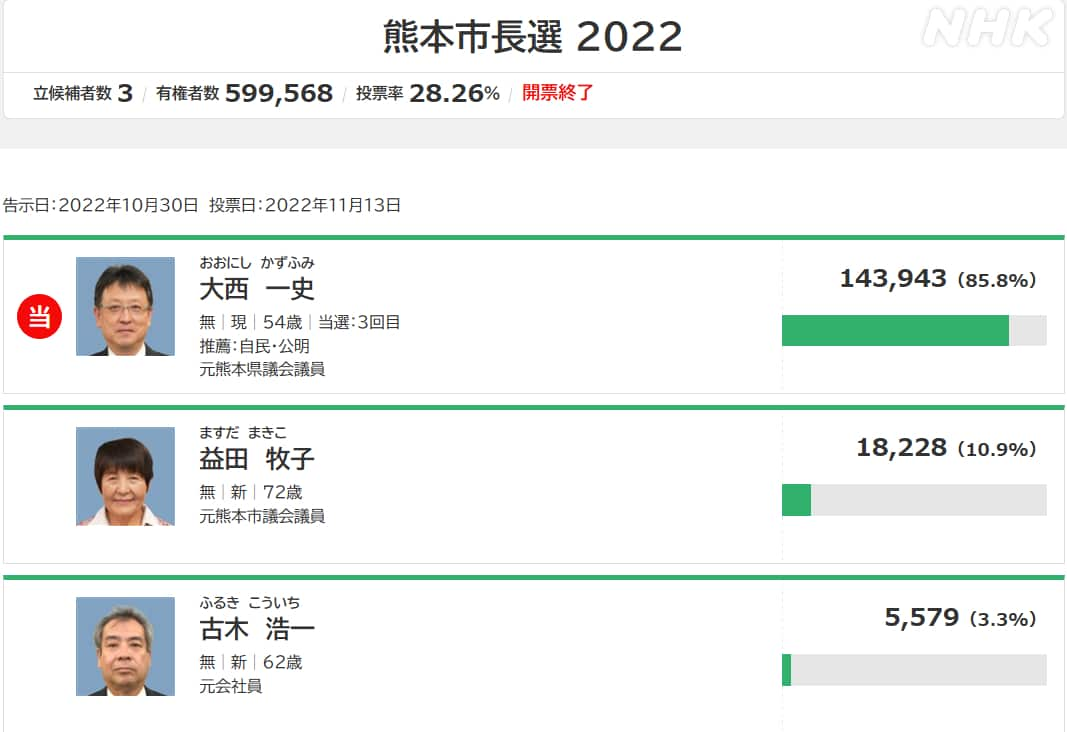 熊本市長選 2022
NHK
立候補者数 3 / 有権者数 599,568 / 投票率 28.26% / 開票終了
告示日:2022年10月30日 投票日:2022年11月13日
おおにし かずふみ
当
大西 一史
143,943 (85.8%)
無|現|54歳|当選:3回目
推薦:自民・公明
元熊本県議会議員
ますだ まきこ
益田 牧子
18,228 (10.9%)
無|新|72歳
元熊本市議会議員
ふるき こういち
古木 浩一
5,579 (3.3%)
無|新|62歳
元会社員